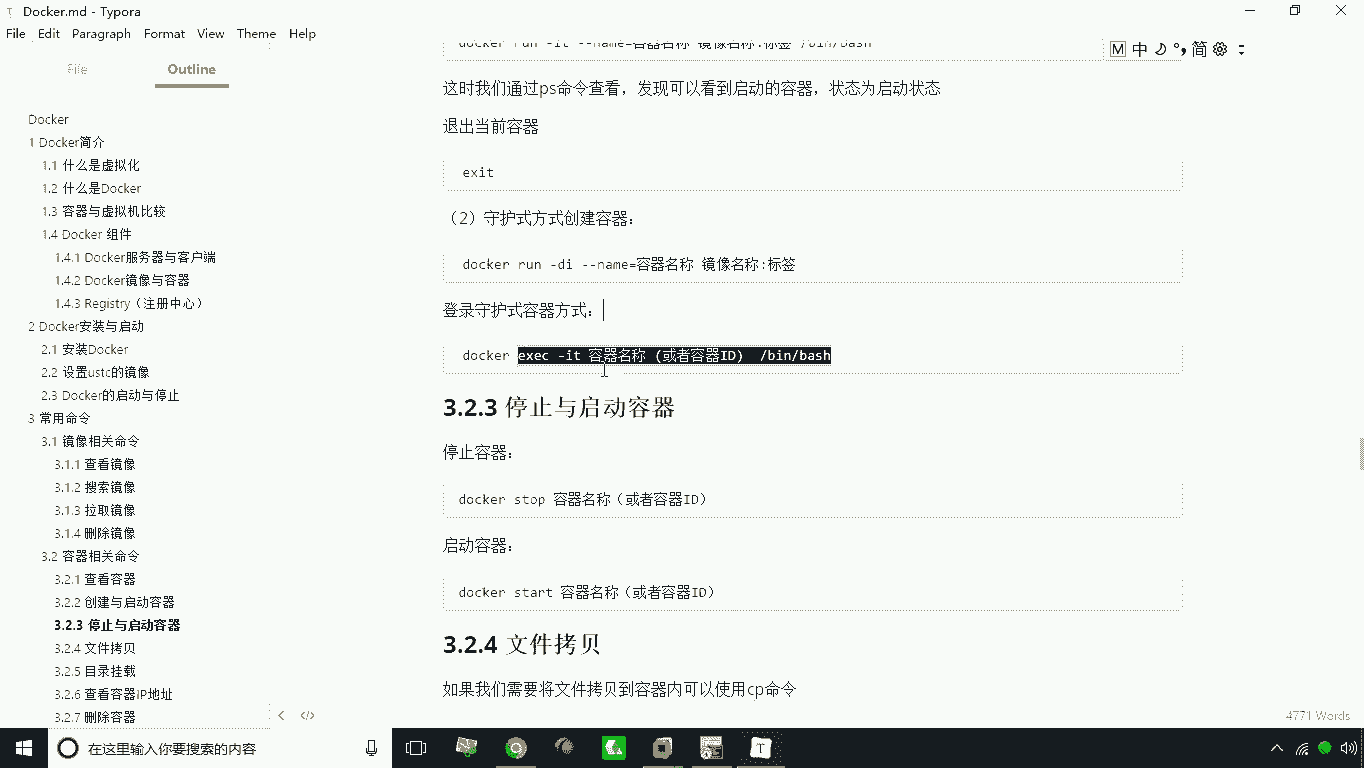 Docker.md - Typora
File Edit Paragraph Format View Theme Help
File Outline
Docker
1 Docker简介
1.1 什么是虚拟化
1.2 什么是Docker
1.3 容器与虚拟机比较
1.4 Docker 组件
1.4.1 Docker服务器与客户端
1.4.2 Docker镜像与容器
1.4.3 Registry（注册中心）
2 Docker安装与启动
2.1 安装Docker
2.2 设置ustc的镜像
2.3 Docker的启动与停止
3 常用命令
3.1 镜像相关命令
3.1.1 查看镜像
3.1.2 搜索镜像
3.1.3 拉取镜像
3.1.4 删除镜像
3.2 容器相关命令
3.2.1 查看容器
3.2.2 创建与启动容器
3.2.3 停止与启动容器
3.2.4 文件拷贝
3.2.5 目录挂载
3.2.6 查看容器IP地址
3.2.7 删除容器
docker run -it --name=容器名称 镜像名称:标签 /bin/bash
M 中 简
这时我们通过ps命令查看，发现可以看到启动的容器，状态为启动状态
退出当前容器
exit
（2）守护式方式创建容器：
docker run -di --name=容器名称 镜像名称:标签
登录守护式容器方式：
docker exec -it 容器名称 (或者容器ID) /bin/bash
3.2.3 停止与启动容器
停止容器：
docker stop 容器名称（或者容器ID）
启动容器：
docker start 容器名称（或者容器ID）
3.2.4 文件拷贝
如果我们需要将文件拷贝到容器内可以使用cp命令
4771 Words
在这里输入你要搜索的内容
T